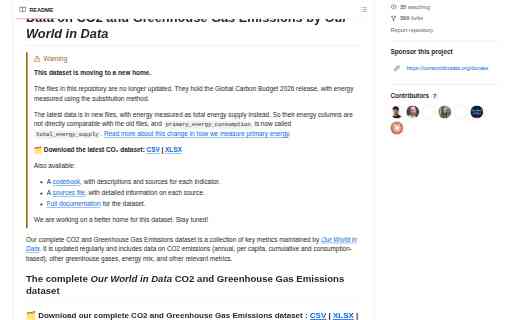 README
Data on CO2 and Greenhouse Gas Emissions by Our
World in Data
Warning
This dataset is moving to a new home.
The files in this repository are no longer updated. They hold the Global Carbon Budget 2026 release, with energy
measured using the substitution method.
The latest data is in new files, with energy measured as total energy supply instead. So their energy columns are
not directly comparable with the old files, and primary_energy_consumption is now called
total_energy_supply. Read more about this change in how we measure primary energy.
Download the latest CO₂ dataset: CSV | XLSX
Also available:
• A codebook, with descriptions and sources for each indicator.
• A sources file, with detailed information on each source.
• Full documentation for the dataset.
We are working on a better home for this dataset. Stay tuned!
Our complete CO2 and Greenhouse Gas Emissions dataset is a collection of key metrics maintained by Our World in
Data. It is updated regularly and includes data on CO2 emissions (annual, per capita, cumulative and consumption-
based), other greenhouse gases, energy mix, and other relevant metrics.
The complete Our World in Data CO2 and Greenhouse Gas Emissions
dataset
Download our complete CO2 and Greenhouse Gas Emissions dataset : CSV | XLSX |
watching
forks
Report repository
Sponsor this project
https://ourworldindata.org/donate
Contributors 7